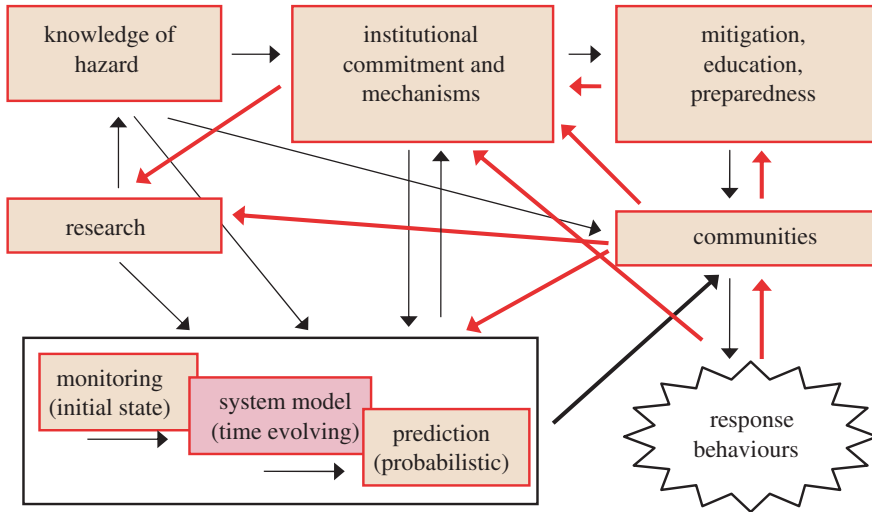 knowledge of
hazard
institutional
commitment and
mechanisms
mitigation,
education,
preparedness
research
communities
monitoring
(initial state)
system model
(time evolving)
prediction
(probabilistic)
response
behaviours